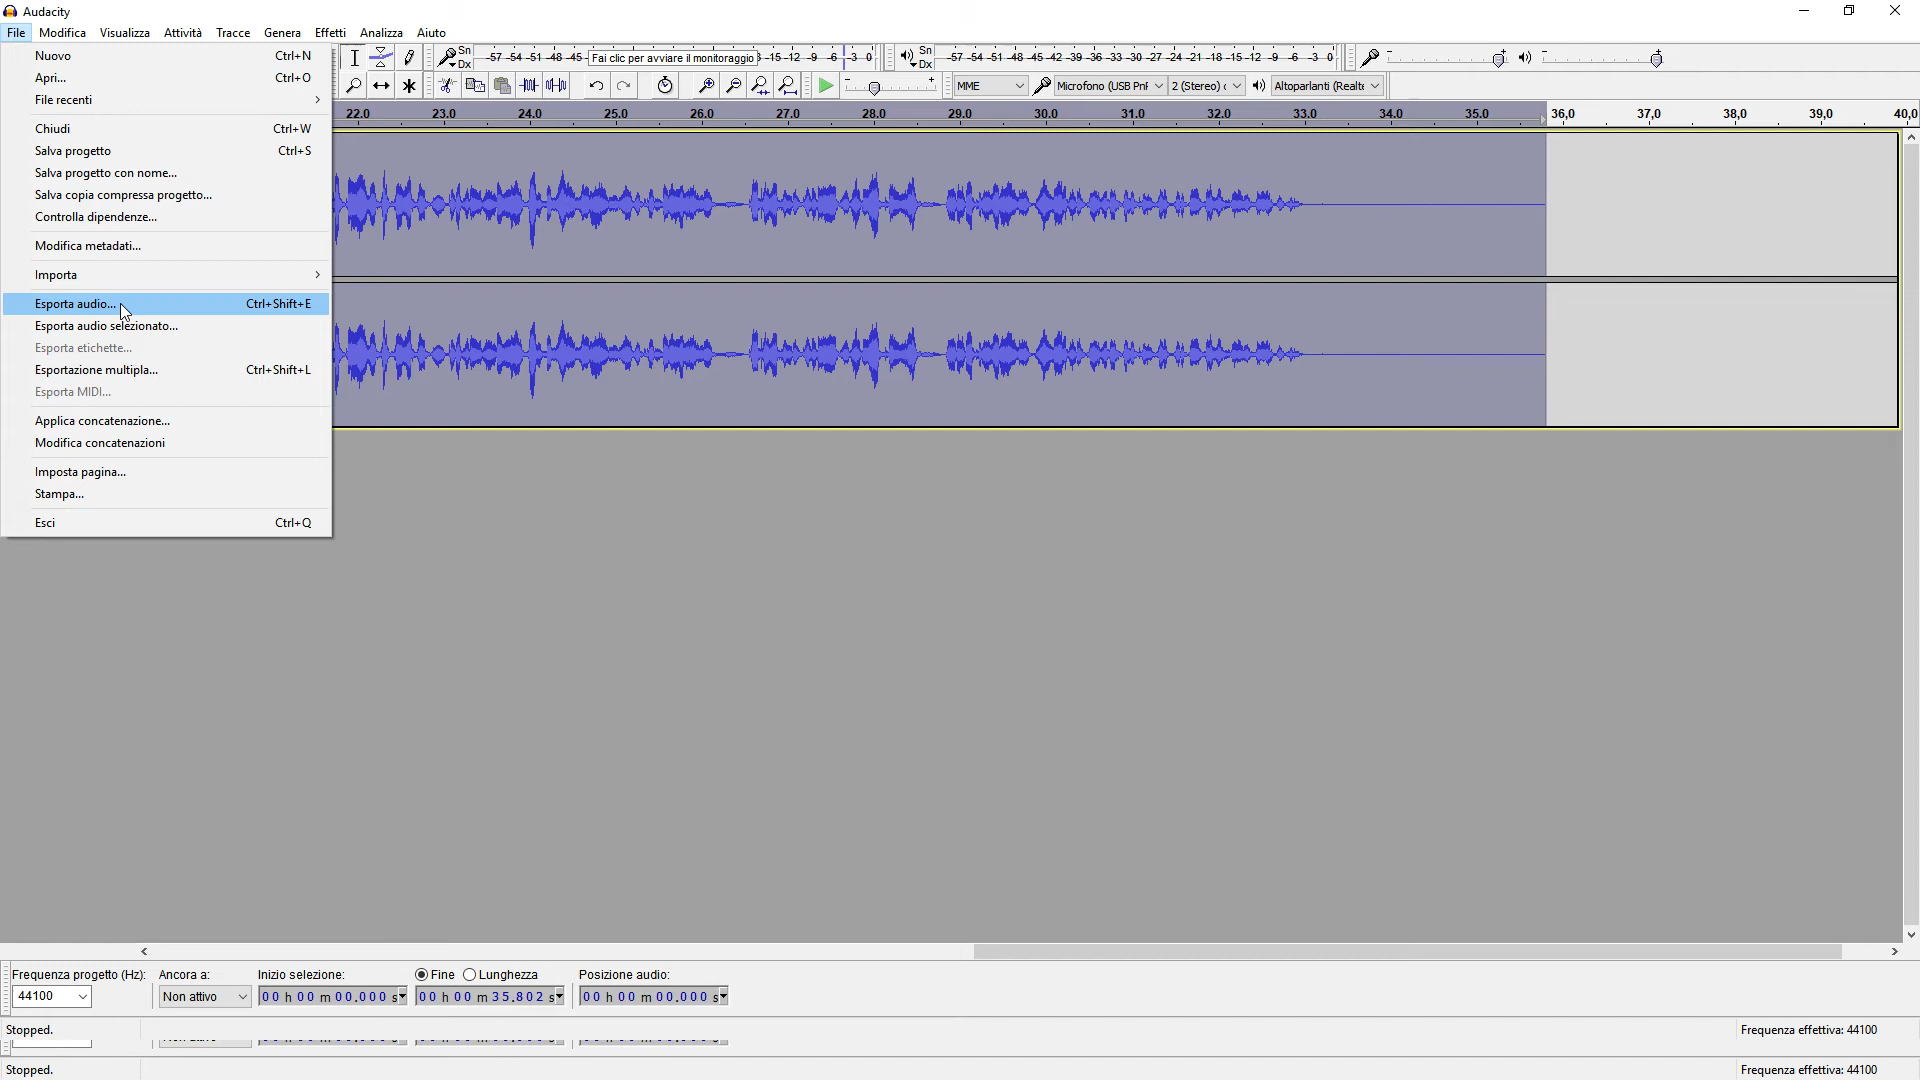 Audacity
File Modifica Visualizza Attività Tracce Genera Effetti Analizza Aiuto
Nuovo Ctrl+N
Apri... Ctrl+O
File recenti
Chiudi Ctrl+W
Salva progetto Ctrl+S
Salva progetto con nome...
Salva copia compressa progetto...
Controlla dipendenze...
Modifica metadati...
Importa
Esporta audio... Ctrl+Shift+E
Esporta audio selezionato...
Esporta etichette...
Esportazione multipla... Ctrl+Shift+L
Esporta MIDI...
Applica concatenazione...
Modifica concatenazioni
Imposta pagina...
Stampa...
Esci Ctrl+Q
Sn
Dx
-57 -54 -51 -48 -45 Fai clic per avviare il monitoraggio -15 -12 -9 -6 -3 0
Sn
Dx
-57 -54 -51 -48 -45 -42 -39 -36 -33 -30 -27 -24 -21 -18 -15 -12 -9 -6 -3 0
MME Microfono (USB PnF 2 (Stereo) Altoparlanti (Realte
22,0 23,0 24,0 25,0 26,0 27,0 28,0 29,0 30,0 31,0 32,0 33,0 34,0 35,0 36,0 37,0 38,0 39,0 40,0
Frequenza progetto (Hz): Ancora a: Inizio selezione: Fine Lunghezza Posizione audio:
44100 Non attivo 00 h 00 m 00.000 s 00 h 00 m 35.802 s 00 h 00 m 00.000 s
Stopped. Frequenza effettiva: 44100
Stopped. Frequenza effettiva: 44100